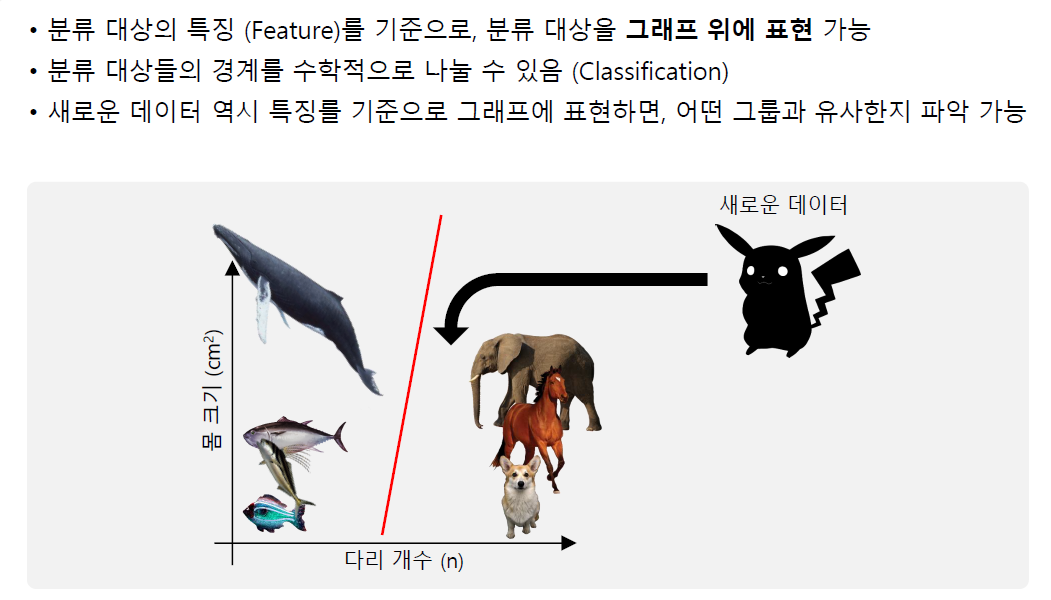 • 분류 대상의 특징 (Feature)를 기준으로, 분류 대상을 그래프 위에 표현 가능
• 분류 대상들의 경계를 수학적으로 나눌 수 있음 (Classification)
• 새로운 데이터 역시 특징를 기준으로 그래프에 표현하면, 어떤 그룹과 유사한지 파악 가능
새로운 데이터
몸 크기 (cm²)
다리 개수 (n)